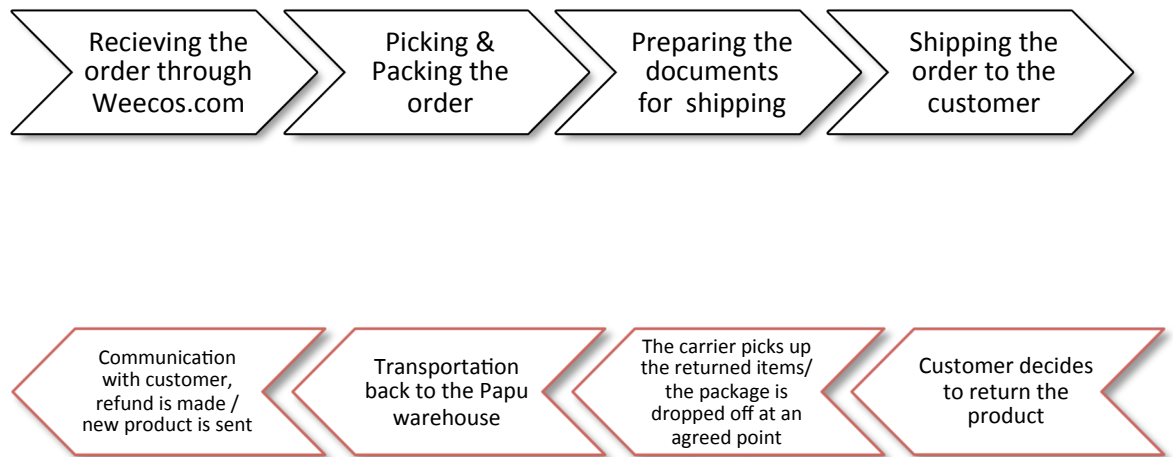 Recieving the
order through
Weecos.com
Picking &
Packing the
order
Preparing the
documents
for shipping
Shipping the
order to the
customer
Communication
with customer,
refund is made /
new product is sent
Transportation
back to the Papu
warehouse
The carrier picks up
the returned items/
the package is
dropped off at an
agreed point
Customer decides
to return the
product